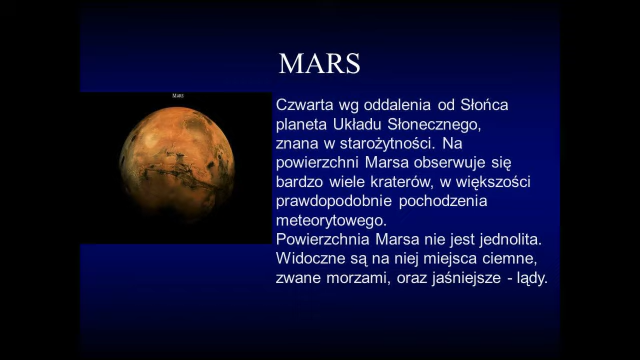 MARS
Mars
Czwarta wg oddalenia od Słońca
planeta Układu Słonecznego,
znana w starożytności. Na
powierzchni Marsa obserwuje się
bardzo wiele kraterów, w większości
prawdopodobnie pochodzenia
meteorytowego.
Powierzchnia Marsa nie jest jednolita.
Widoczne są na niej miejsca ciemne,
zwane morzami, oraz jaśniejsze - lądy.